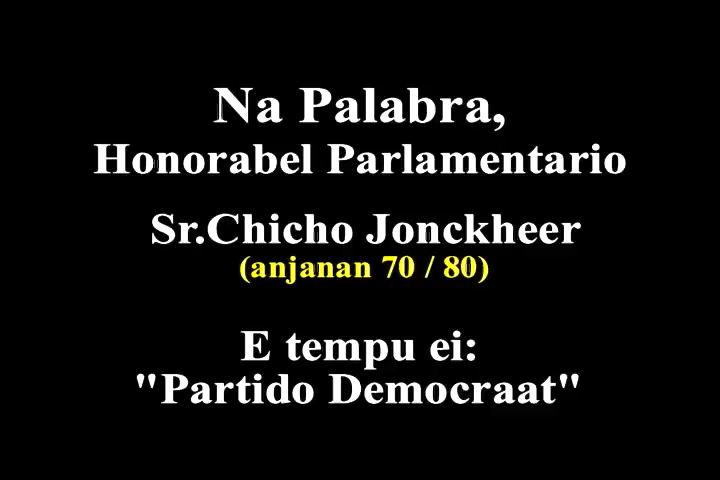 Na Palabra,
Honorabel Parlamentario
Sr.Chicho Jonckheer
(anjanan 70 / 80)
E tempu ei:
"Partido Democraat"